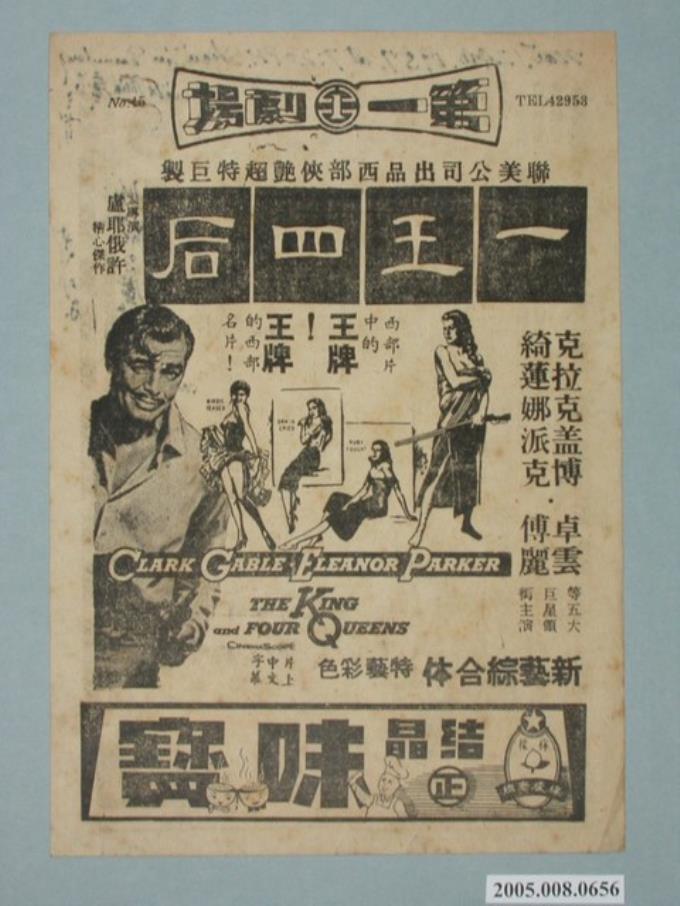 No.45
第一劇場
TEL42953
聯美公司出品西部俠艷超特巨製
一王四后
盧耶俄許
精心傑作
西部片
中的
王牌
！
王牌
的西部
名片！
克拉克盖博
綺蓮娜派克・
卓雲
傅麗
等五大
巨星領
銜主演
CLARK GABLE · ELEANOR PARKER
THE KING
and FOUR QUEENS
CINEMASCOPE
新藝綜合体
特藝彩色
片上
中文
字幕
結晶
味寶
正
2005.008.0656